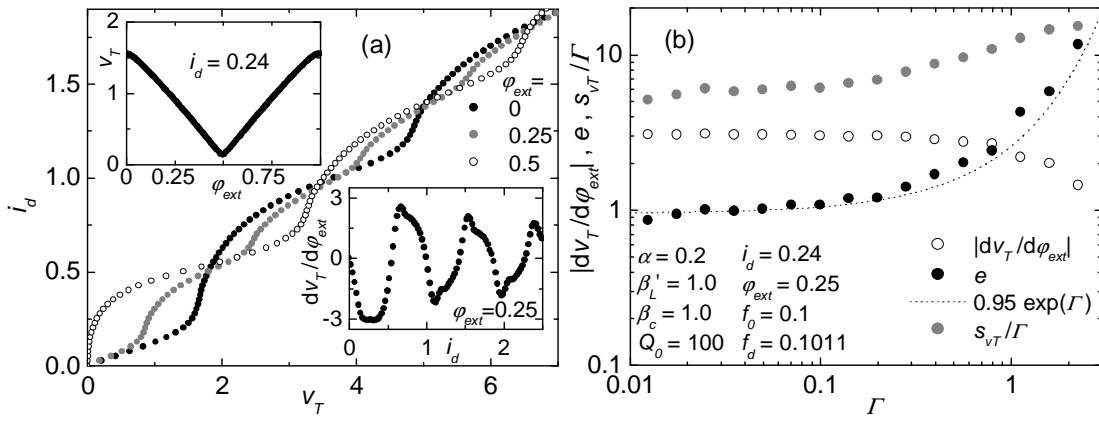 (a)
i_d
1.5
1.0
0.5
0.0
0
2
4
6
v_T
φ_ext=
0
0.25
0.5
v_T
2
1
0
i_d = 0.24
0
0.25
0.75
φ_ext
dv_T/dφ_ext
3
0
-3
φ_ext=0.25
0
1
2
i_d
(b)
|dv_T/dφ_ext|, e, s_vT/Γ
10
1
0.1
0.01
0.1
1
Γ
α = 0.2 i_d = 0.24
β_L' = 1.0 φ_ext = 0.25
β_c = 1.0 f_0 = 0.1
Q_0 = 100 f_d = 0.1011
|dv_T/dφ_ext|
e
0.95 exp(Γ)
s_vT/Γ